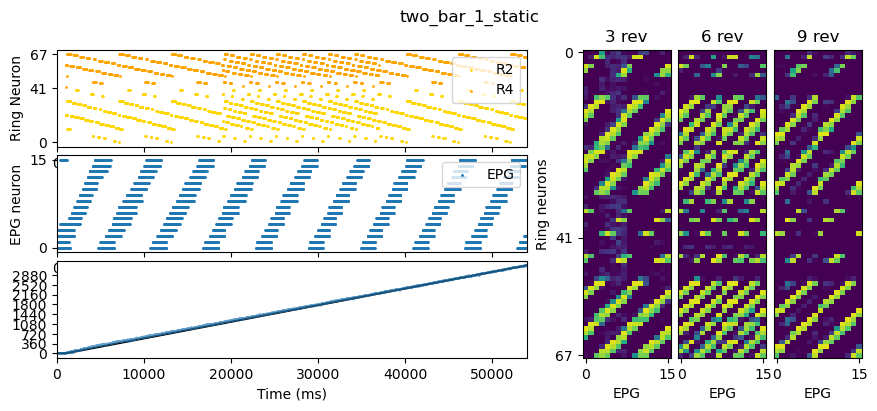 two_bar_1_static
3 rev
6 rev
9 rev
67
41
0
Ring Neuron
R2
R4
15
0
EPG neuron
EPG
2880
2520
2160
1800
1440
1080
720
360
0
0
10000
20000
30000
40000
50000
Time (ms)
0
41
67
Ring neurons
0
15
0
15
0
15
EPG
EPG
EPG